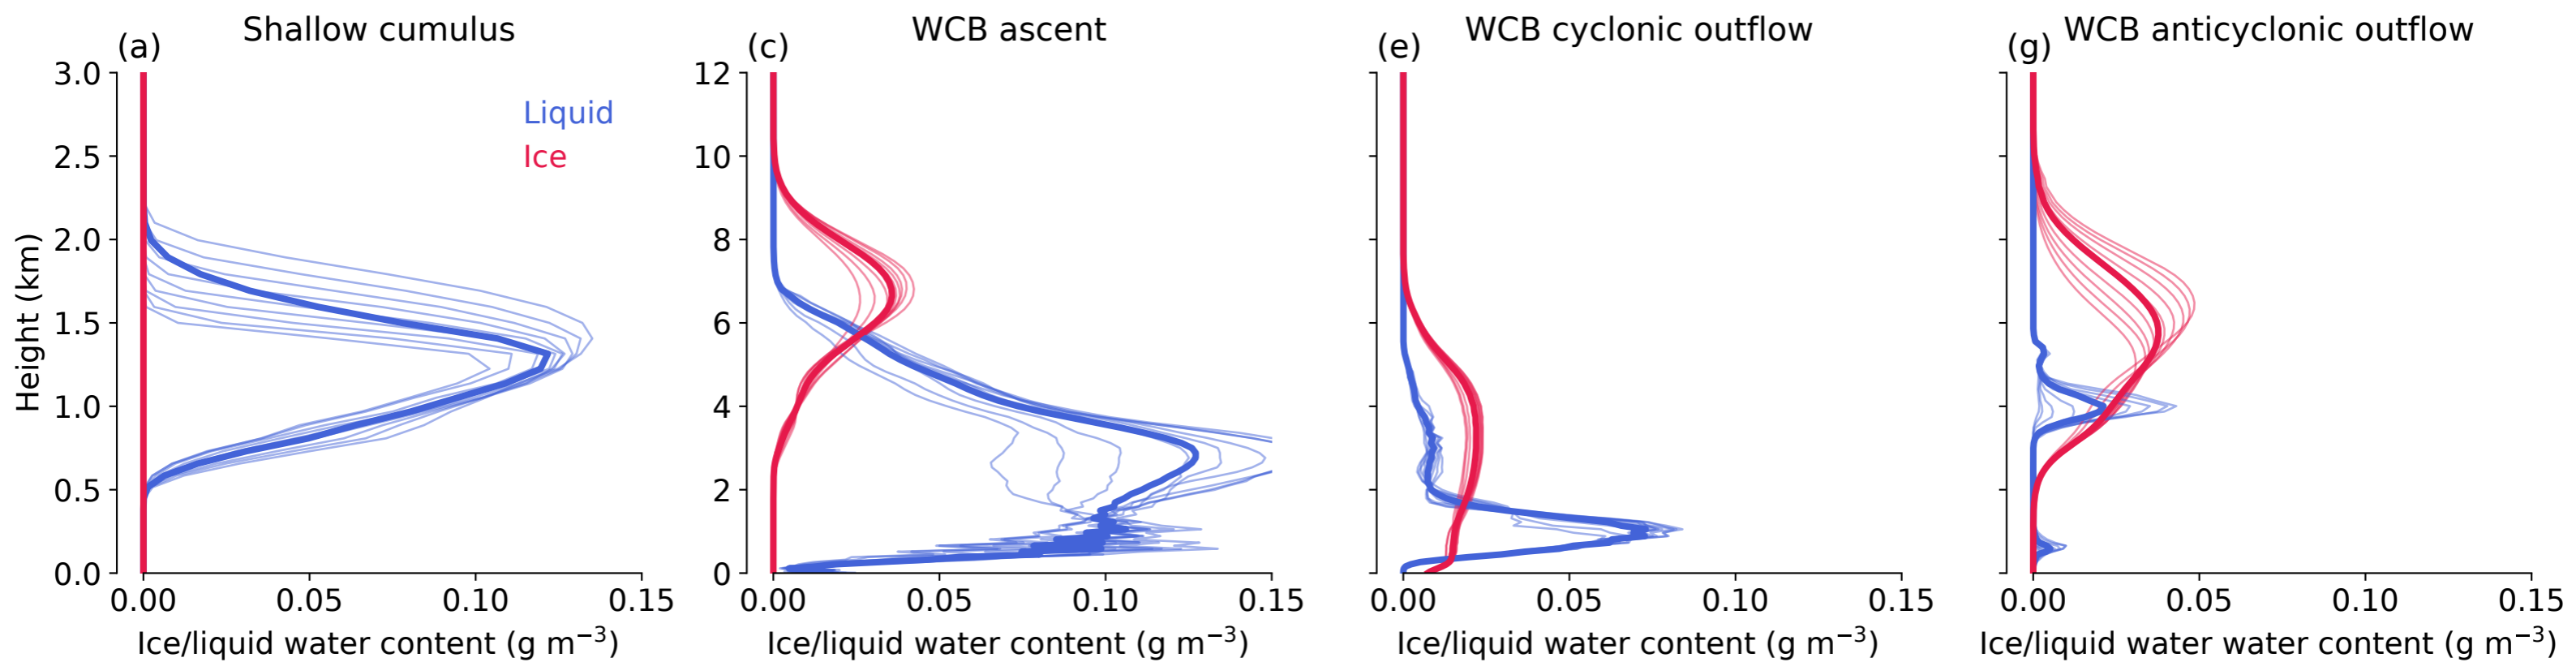 Shallow cumulus
WCB ascent
WCB cyclonic outflow
WCB anticyclonic outflow
(a)
(c)
(e)
(g)
3.0
2.5
2.0
1.5
1.0
0.5
0.0
Height (km)
Liquid
Ice
0.00 0.05 0.10 0.15
Ice/liquid water content (g m⁻³)
12
10
8
6
4
2
0
0.00 0.05 0.10 0.15
Ice/liquid water content (g m⁻³)
0.00 0.05 0.10 0.15
Ice/liquid water content (g m⁻³)
0.00 0.05 0.10 0.15
Ice/liquid water water content (g m⁻³)